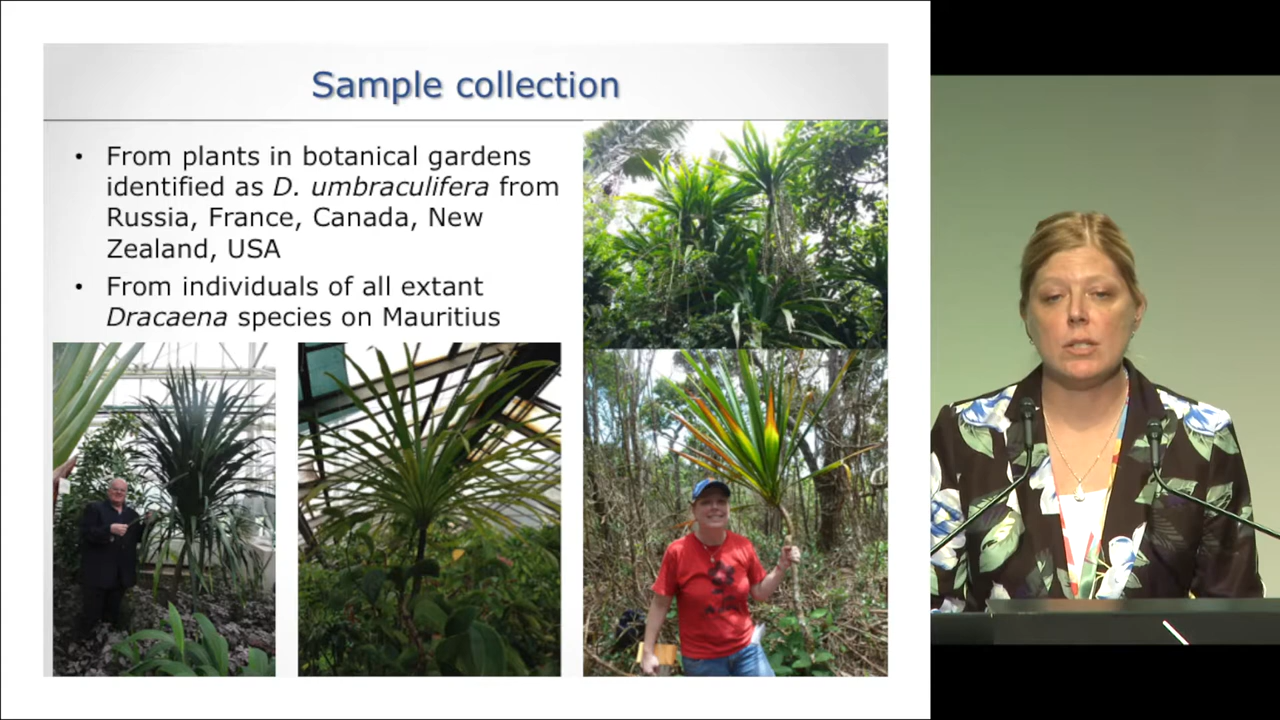 Sample collection
• From plants in botanical gardens
identified as D. umbraculifera from
Russia, France, Canada, New
Zealand, USA
• From individuals of all extant
Dracaena species on Mauritius